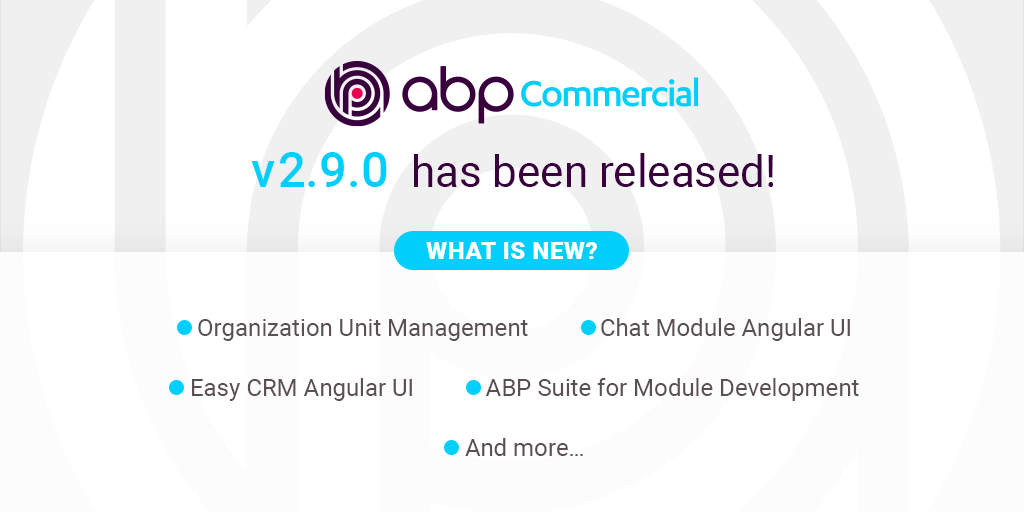 abp Commercial
v2.9.0 has been released!
WHAT IS NEW?
Organization Unit Management
Chat Module Angular UI
Easy CRM Angular UI
ABP Suite for Module Development
And more...